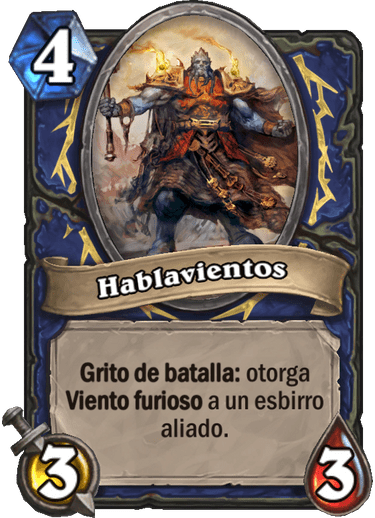 4
Hablavientos
Grito de batalla: otorga
Viento furioso a un esbirro
aliado.
3
3